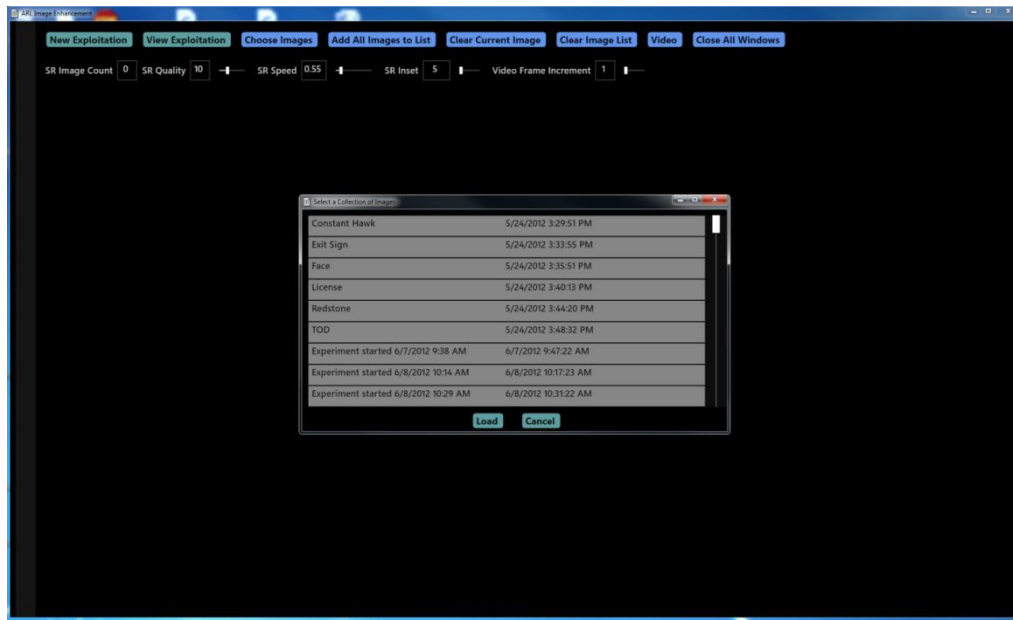 ARL Image Enhancement
New Exploitation View Exploitation Choose Images Add All Images to List Clear Current Image Clear Image List Video Close All Windows
SR Image Count 0 SR Quality 10 SR Speed 0.55 SR Inset 5 Video Frame Increment 1
Select a Collection of Images
Constant Hawk 5/24/2012 3:29:51 PM
Exit Sign 5/24/2012 3:33:55 PM
Face 5/24/2012 3:35:51 PM
License 5/24/2012 3:40:13 PM
Redstone 5/24/2012 3:44:20 PM
TOD 5/24/2012 3:48:32 PM
Experiment started 6/7/2012 9:38 AM 6/7/2012 9:47:22 AM
Experiment started 6/8/2012 10:14 AM 6/8/2012 10:17:23 AM
Experiment started 6/8/2012 10:29 AM 6/8/2012 10:31:22 AM
Load Cancel